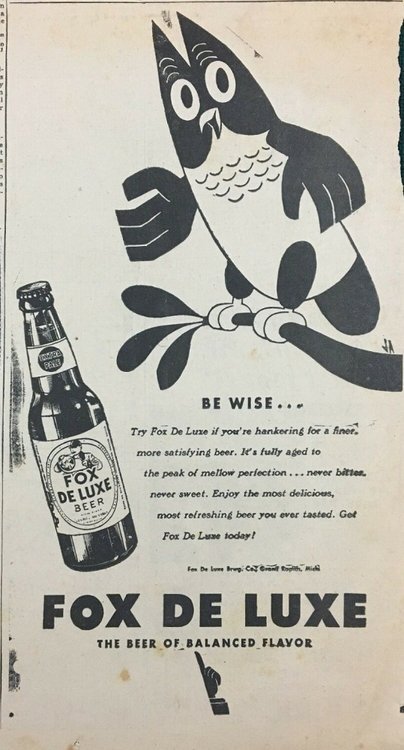 JA
BE WISE...
Try Fox De Luxe if you're hankering for a finer,
more satisfying beer. It's fully aged to
the peak of mellow perfection... never bitter,
never sweet. Enjoy the most delicious,
most refreshing beer you ever tasted. Get
Fox De Luxe today!
EXTRA
PALE
FOX
DE LUXE
BEER
Fox De Luxe Brwg. Co., Grand Rapids, Mich.
FOX DE LUXE
THE BEER OF BALANCED FLAVOR